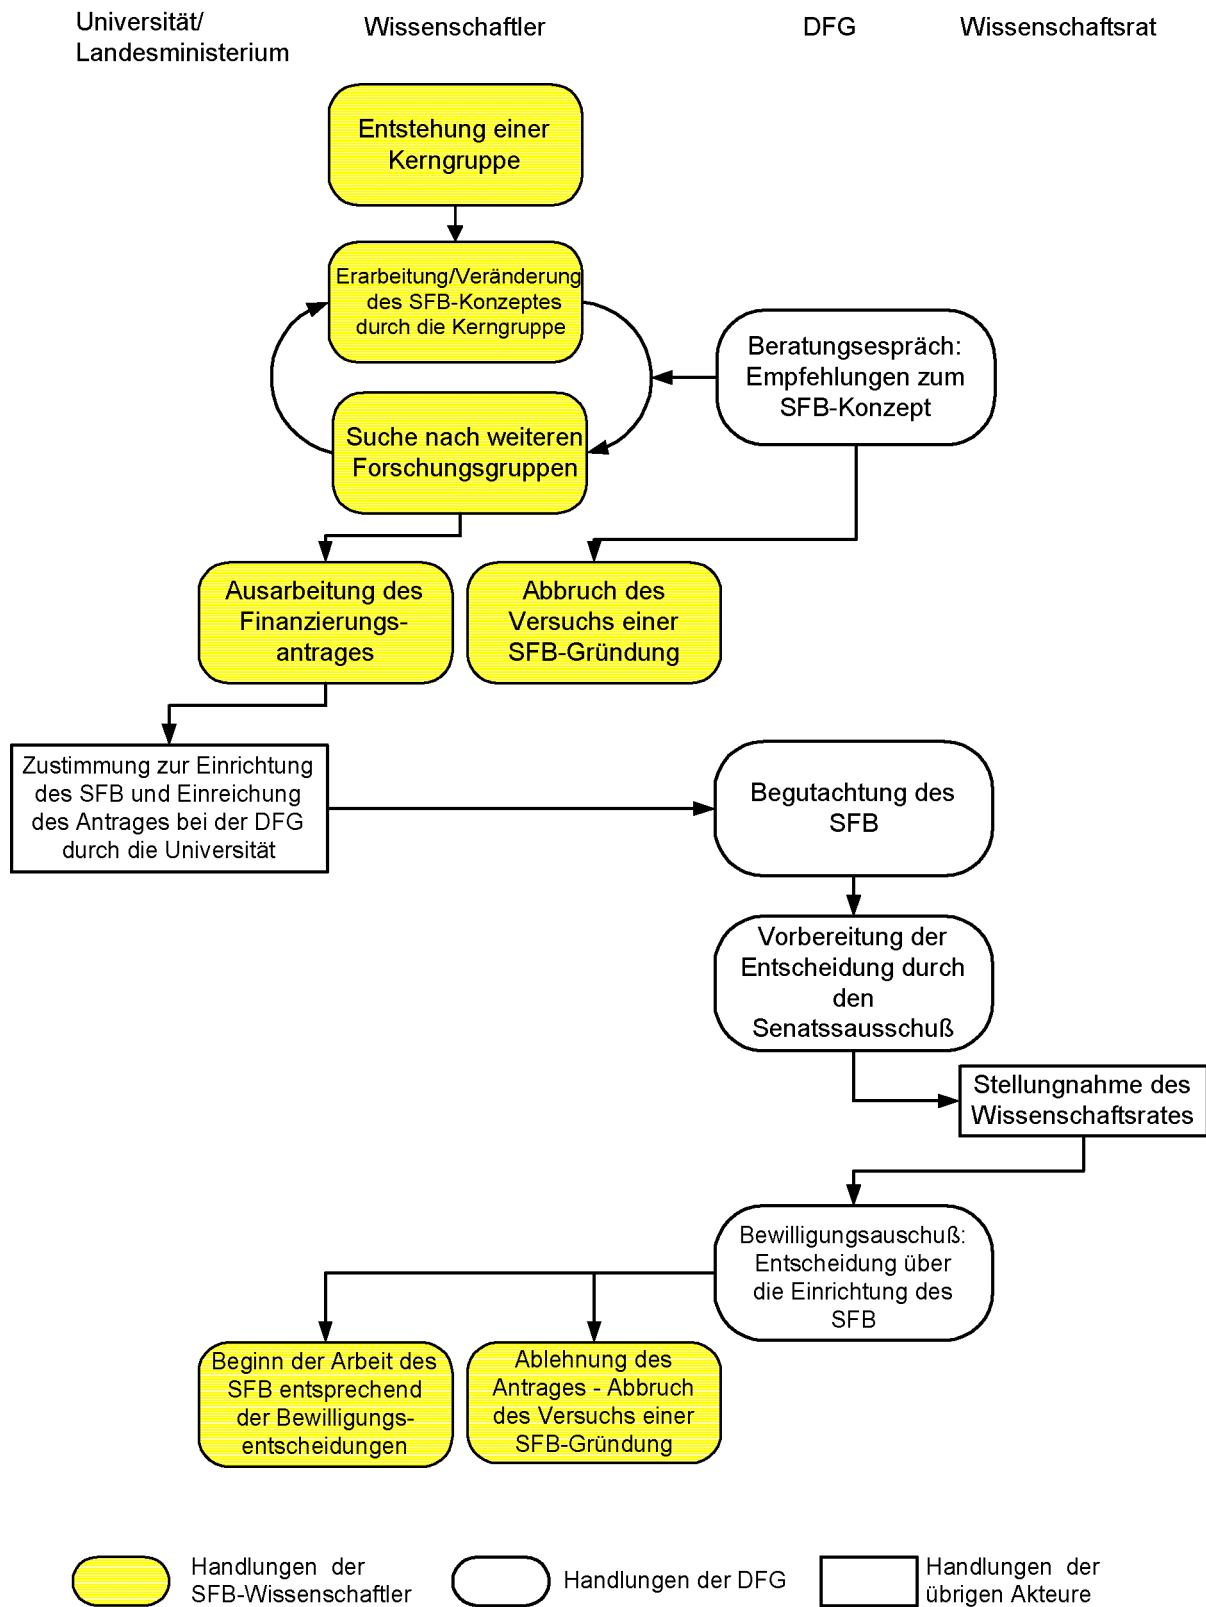 Universität/
Landesministerium
Wissenschaftler
DFG
Wissenschaftsrat
Entstehung einer
Kerngruppe
Erarbeitung/Veränderung
des SFB-Konzeptes
durch die Kerngruppe
Beratungsespräch:
Empfehlungen zum
SFB-Konzept
Suche nach weiteren
Forschungsgruppen
Ausarbeitung des
Finanzierungs-
antrages
Abbruch des
Versuchs einer
SFB-Gründung
Zustimmung zur Einrichtung
des SFB und Einreichung
des Antrages bei der DFG
durch die Universität
Begutachtung des
SFB
Vorbereitung der
Entscheidung durch
den
Senatssausschuß
Stellungnahme des
Wissenschaftsrates
Bewilligungsauschuß:
Entscheidung über
die Einrichtung des
SFB
Beginn der Arbeit des
SFB entsprechend
der Bewilligungs-
entscheidungen
Ablehnung des
Antrages - Abbruch
des Versuchs einer
SFB-Gründung
Handlungen der
SFB-Wissenschaftler
Handlungen der DFG
Handlungen der
übrigen Akteure